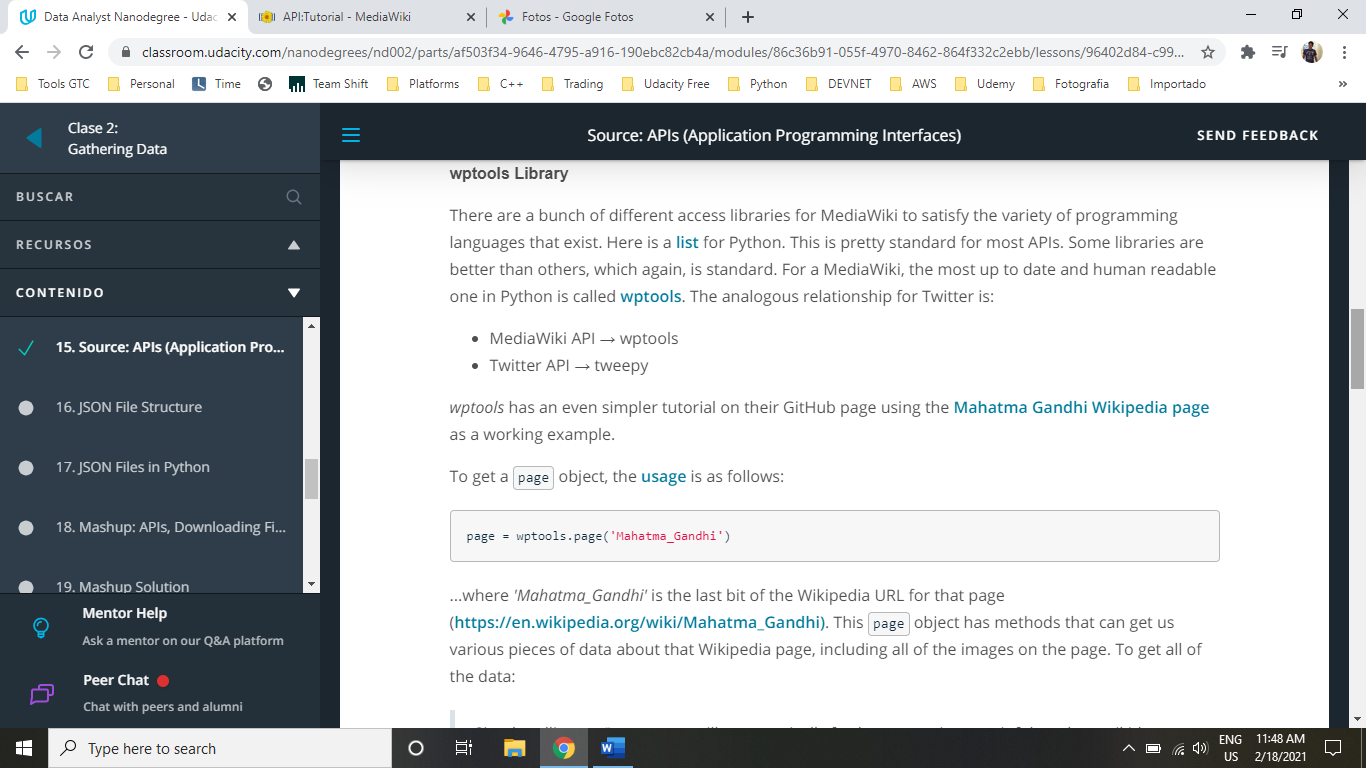 Data Analyst Nanodegree - Udac
API:Tutorial - MediaWiki
Fotos - Google Fotos
classroom.udacity.com/nanodegrees/nd002/parts/af503f34-9646-4795-a916-190ebc82cb4a/modules/86c36b91-055f-4970-8462-864f332c2ebb/lessons/96402d84-c99...
Tools GTC
Personal
Time
Team Shift
Platforms
C++
Trading
Udacity Free
Python
DEVNET
AWS
Udemy
Fotografia
Importado
»
Clase 2:
Gathering Data
Source: APIs (Application Programming Interfaces)
SEND FEEDBACK
BUSCAR
RECURSOS
CONTENIDO
15. Source: APIs (Application Pro...
16. JSON File Structure
17. JSON Files in Python
18. Mashup: APIs, Downloading Fi...
19. Mashup Solution
Mentor Help
Ask a mentor on our Q&A platform
Peer Chat
Chat with peers and alumni
wptools Library
There are a bunch of different access libraries for MediaWiki to satisfy the variety of programming
languages that exist. Here is a list for Python. This is pretty standard for most APIs. Some libraries are
better than others, which again, is standard. For a MediaWiki, the most up to date and human readable
one in Python is called wptools. The analogous relationship for Twitter is:
• MediaWiki API → wptools
• Twitter API → tweepy
wptools has an even simpler tutorial on their GitHub page using the Mahatma Gandhi Wikipedia page
as a working example.
To get a page object, the usage is as follows:
page = wptools.page('Mahatma_Gandhi')
...where 'Mahatma_Gandhi' is the last bit of the Wikipedia URL for that page
(https://en.wikipedia.org/wiki/Mahatma_Gandhi). This page object has methods that can get us
various pieces of data about that Wikipedia page, including all of the images on the page. To get all of
the data:
Type here to search
ENG
US
11:48 AM
2/18/2021